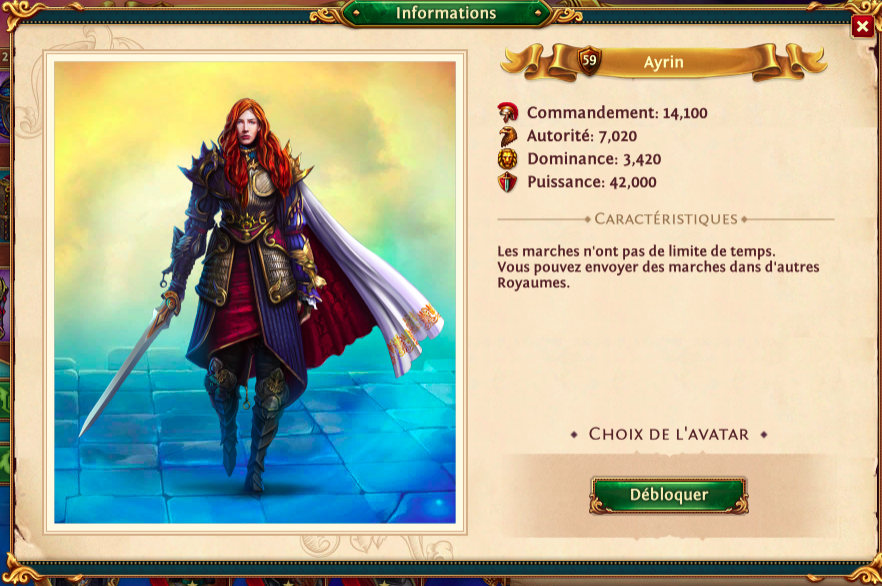 Informations
2
59
Ayrin
Commandement: 14,100
Autorité: 7,020
Dominance: 3,420
Puissance: 42,000
Caractéristiques
Les marches n'ont pas de limite de temps.
Vous pouvez envoyer des marches dans d'autres
Royaumes.
Choix de l'avatar
Débloquer